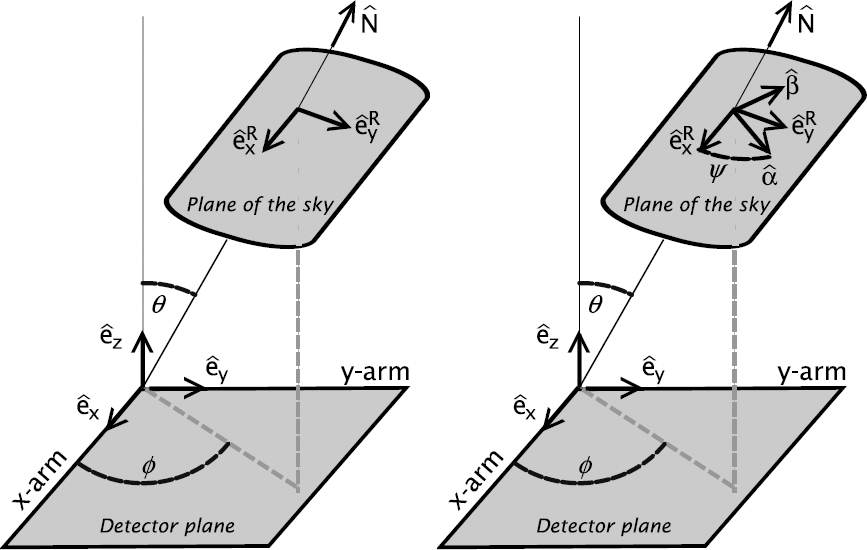 N̂
ê_x^R
ê_y^R
Plane of the sky
θ
ê_z
ê_y
y-arm
ê_x
x-arm
ϕ
Detector plane
N̂
β̂
ê_x^R
ê_y^R
ψ
α̂
Plane of the sky
θ
ê_z
ê_y
y-arm
ê_x
x-arm
ϕ
Detector plane